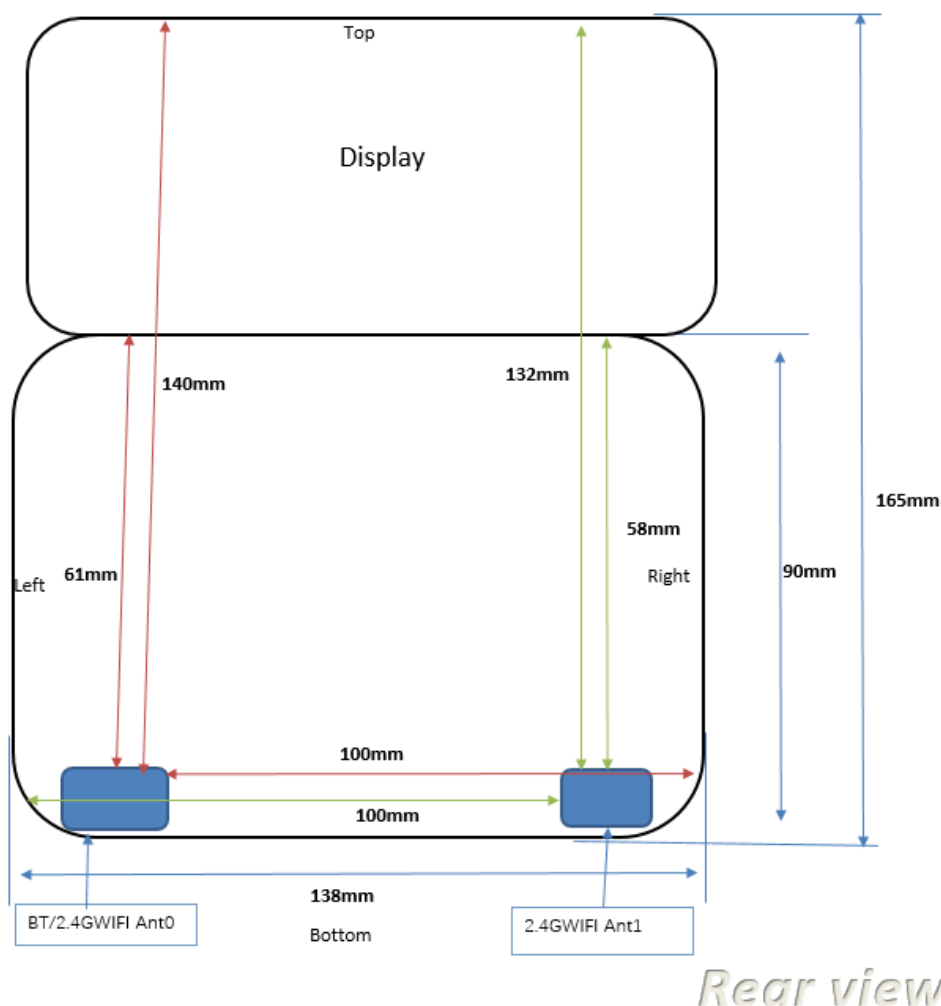 Top
Display
140mm
132mm
165mm
58mm
61mm
90mm
Left
Right
100mm
100mm
138mm
BT/2.4GWIFI Ant0
2.4GWIFI Ant1
Bottom
Rear view